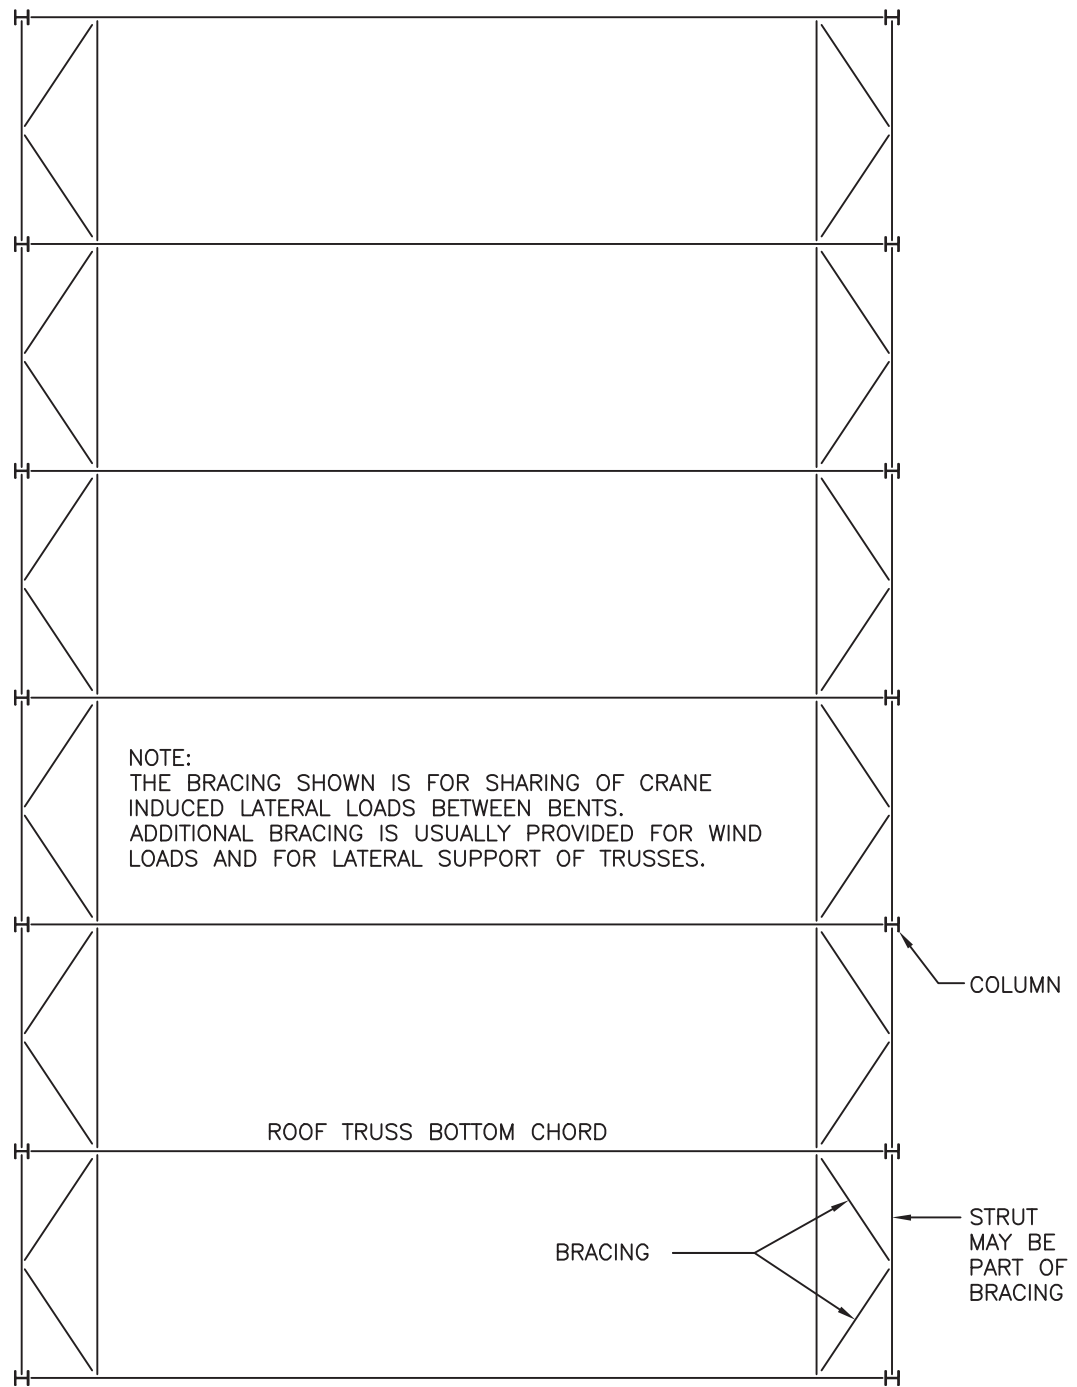 NOTE:
THE BRACING SHOWN IS FOR SHARING OF CRANE
INDUCED LATERAL LOADS BETWEEN BENTS.
ADDITIONAL BRACING IS USUALLY PROVIDED FOR WIND
LOADS AND FOR LATERAL SUPPORT OF TRUSSES.
COLUMN
ROOF TRUSS BOTTOM CHORD
BRACING
STRUT
MAY BE
PART OF
BRACING